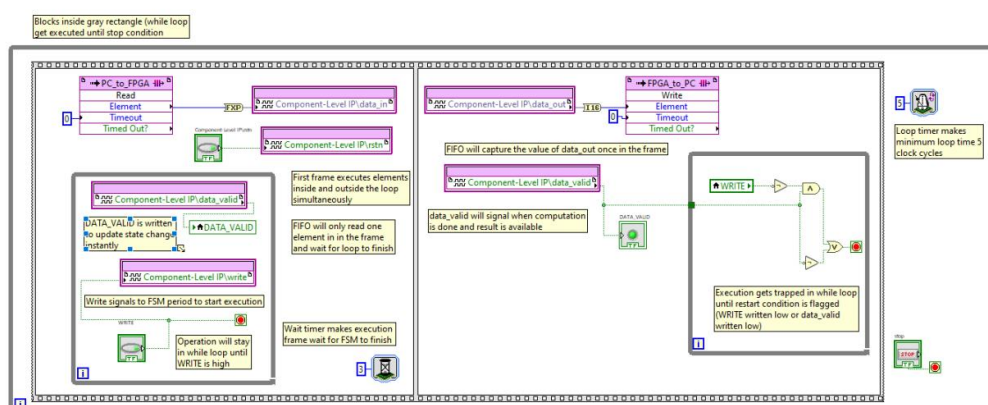 Blocks inside gray rectangle (while loop
get executed until stop condition
PC_to_FPGA
Read
Element
Timeout
Timed Out?
0
FXP
Component-Level IP\data_in
Component-Level IP\rstn
Component-Level IP\rstn
TF
Component-Level IP\data_valid
DATA_VALID
DATA_VALID is written
to update state change
instantly
Component-Level IP\write
Write signals to FSM period to start execution
WRITE
TF
Operation will stay
in while loop until
WRITE is high
i
First frame executes elements
inside and outside the loop
simultaneously
FIFO will only read one
element in in the frame
and wait for loop to finish
Wait timer makes execution
frame wait for FSM to finish
3
Component-Level IP\data_out
I16
FPGA_to_PC
Write
Element
Timeout
Timed Out?
0
FIFO will capture the value of data_out once in the frame
Component-Level IP\data_valid
data_valid will signal when computation
is done and result is available
DATA_VALID
TF
WRITE
Execution gets trapped in while loop
until restart condition is flagged
(WRITE written low or data_valid
written low)
i
5
Loop timer makes
minimum loop time 5
clock cycles
stop
STOP
TF
i